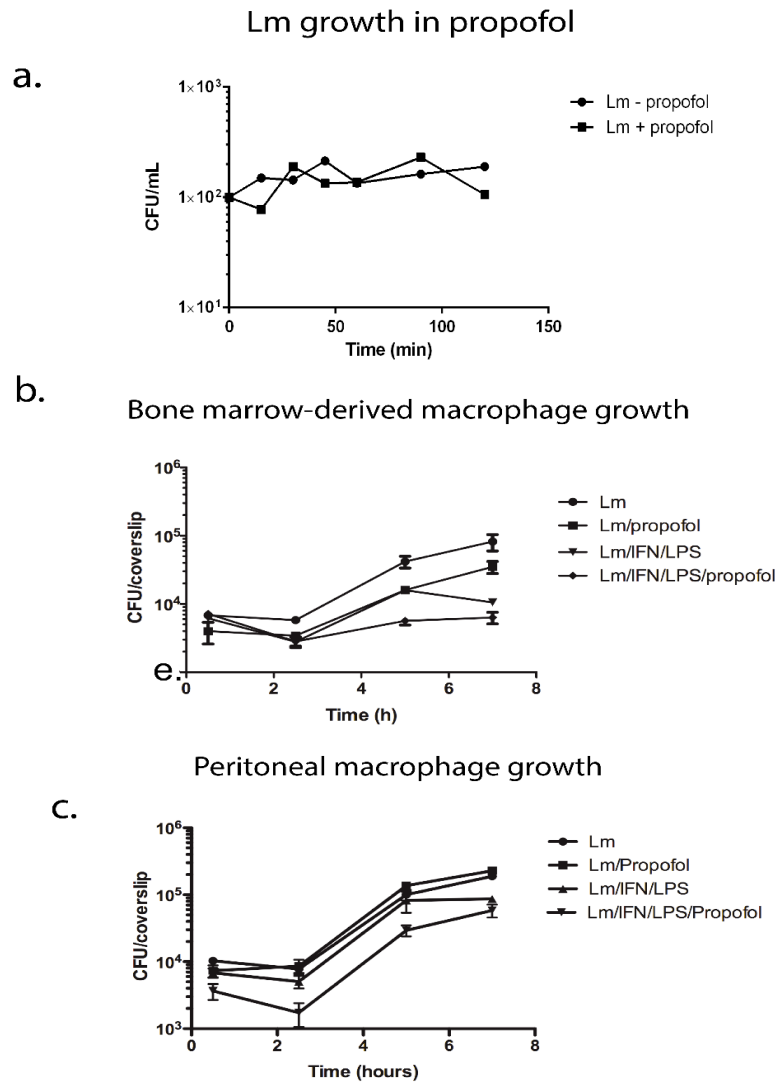 Lm growth in propofol
a.
1×10³
1×10²
1×10¹
CFU/mL
0 50 100 150
Time (min)
Lm - propofol
Lm + propofol
b.
Bone marrow-derived macrophage growth
10⁶
10⁵
10⁴
CFU/coverslip
e.
0 2 4 6 8
Time (h)
Lm
Lm/propofol
Lm/IFN/LPS
Lm/IFN/LPS/propofol
Peritoneal macrophage growth
c.
10⁶
10⁵
10⁴
10³
CFU/coverslip
0 2 4 6 8
Time (hours)
Lm
Lm/Propofol
Lm/IFN/LPS
Lm/IFN/LPS/Propofol